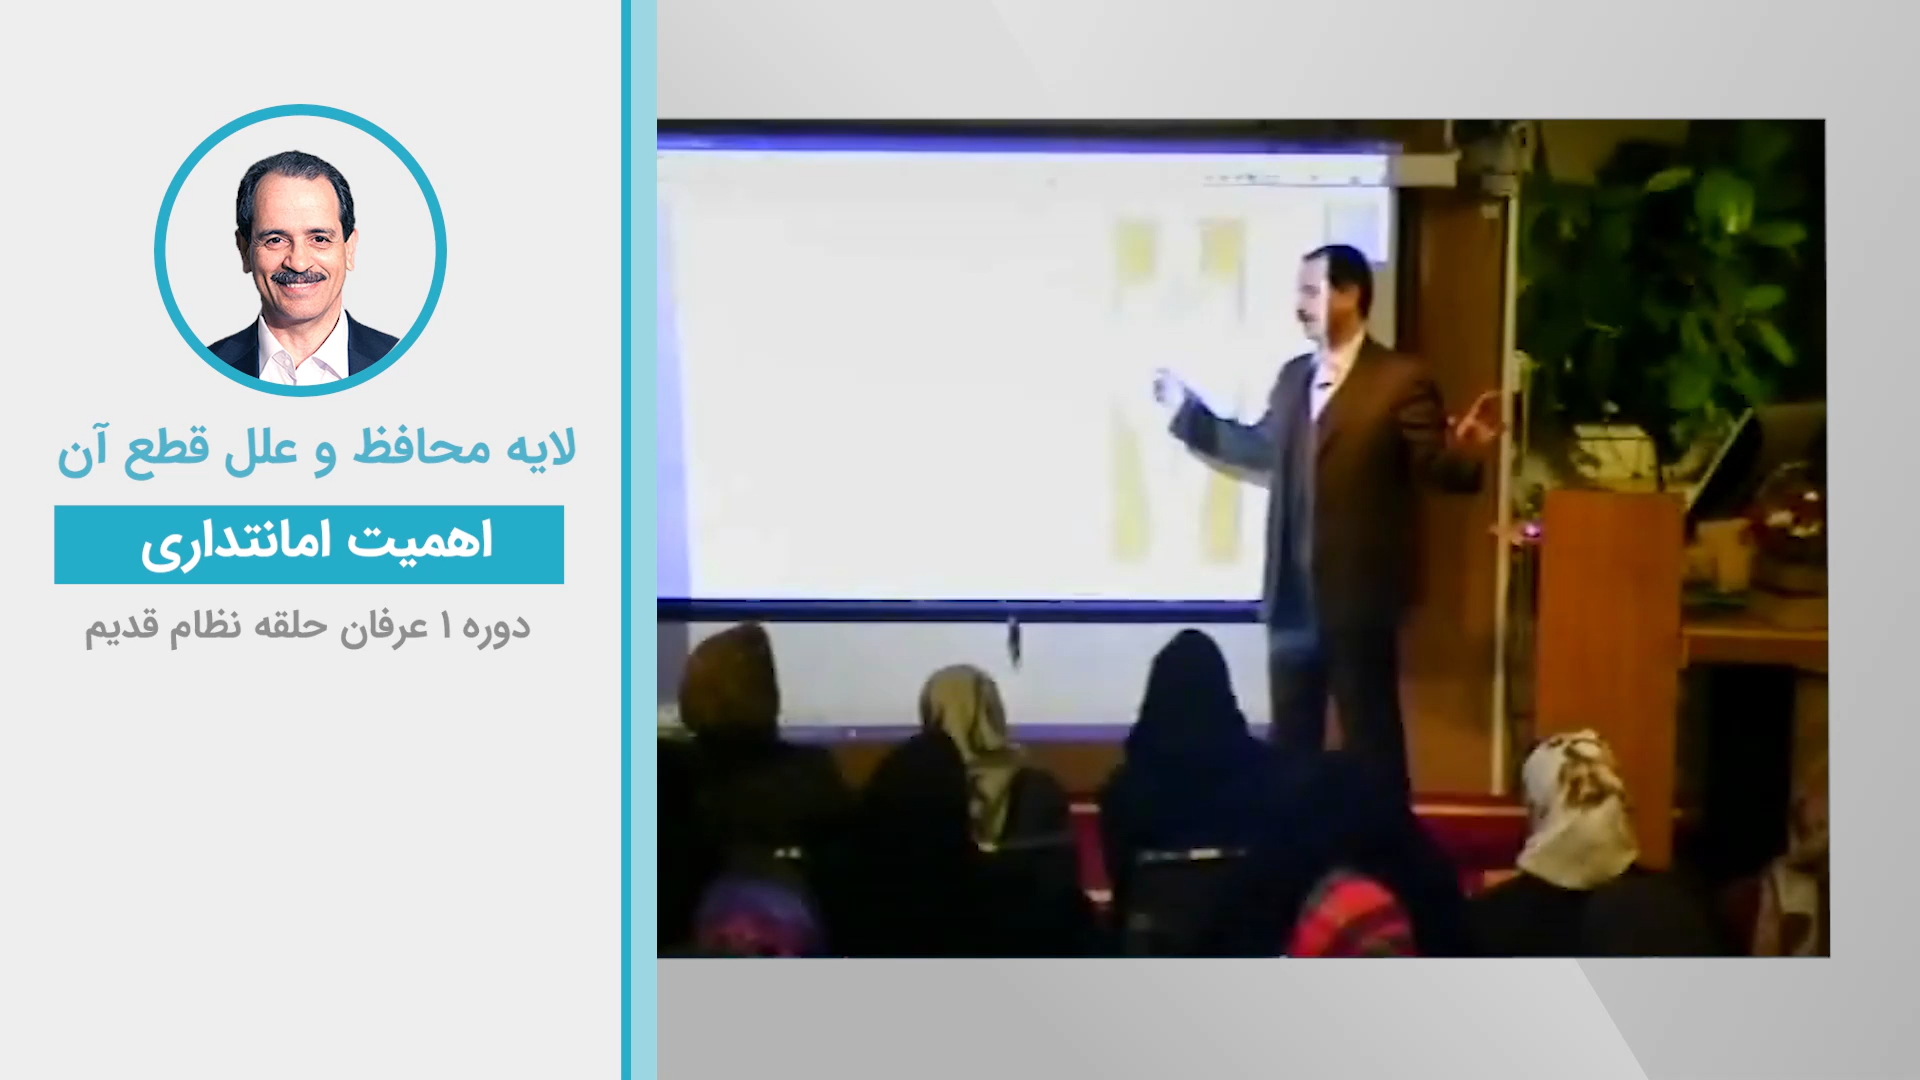 لایه محافظ و علل قطع آن
اهمیت امانتداری
دوره ۱ عرفان حلقه نظام قدیم